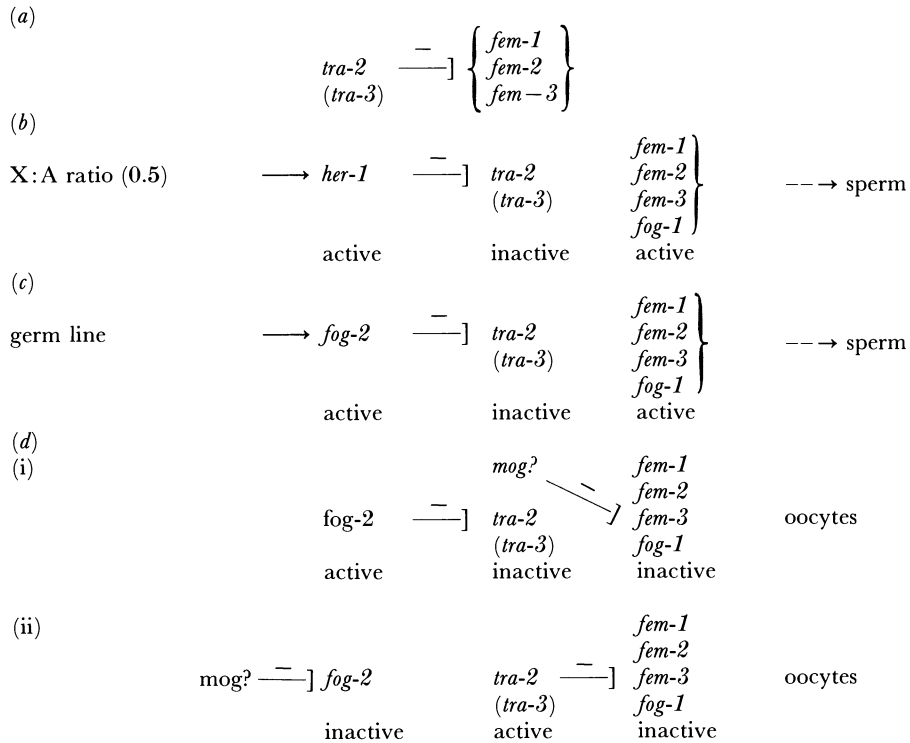 (a)
fem-1
tra-2 — ] fem-2
(tra-3) fem—3
(b)
fem-1
X:A ratio (0.5) → her-1 — ] tra-2 fem-2 --→ sperm
(tra-3) fem-3
fog-1
active inactive active
(c)
fem-1
germ line → fog-2 — ] tra-2 fem-2 --→ sperm
(tra-3) fem-3
fog-1
active inactive active
(d)
(i) mog? fem-1
fem-2
fog-2 — ] tra-2 — ] fem-3 oocytes
(tra-3) fog-1
active inactive inactive
(ii) fem-1
fem-2
mog? — ] fog-2 tra-2 — ] fem-3 oocytes
(tra-3) fog-1
inactive active inactive